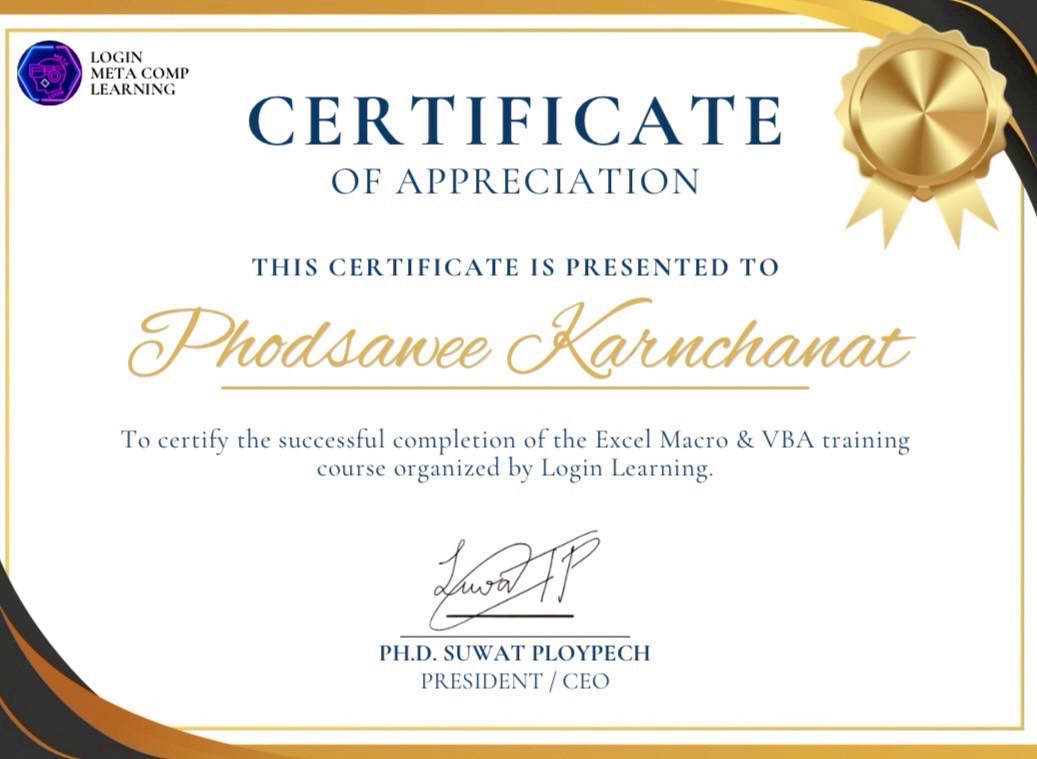 LOGIN
META COMP
LEARNING
CERTIFICATE
OF APPRECIATION
THIS CERTIFICATE IS PRESENTED TO
Phodsawee Karnchanat
To certify the successful completion of the Excel Macro & VBA training
course organized by Login Learning.
PH.D. SUWAT PLOYPECH
PRESIDENT / CEO